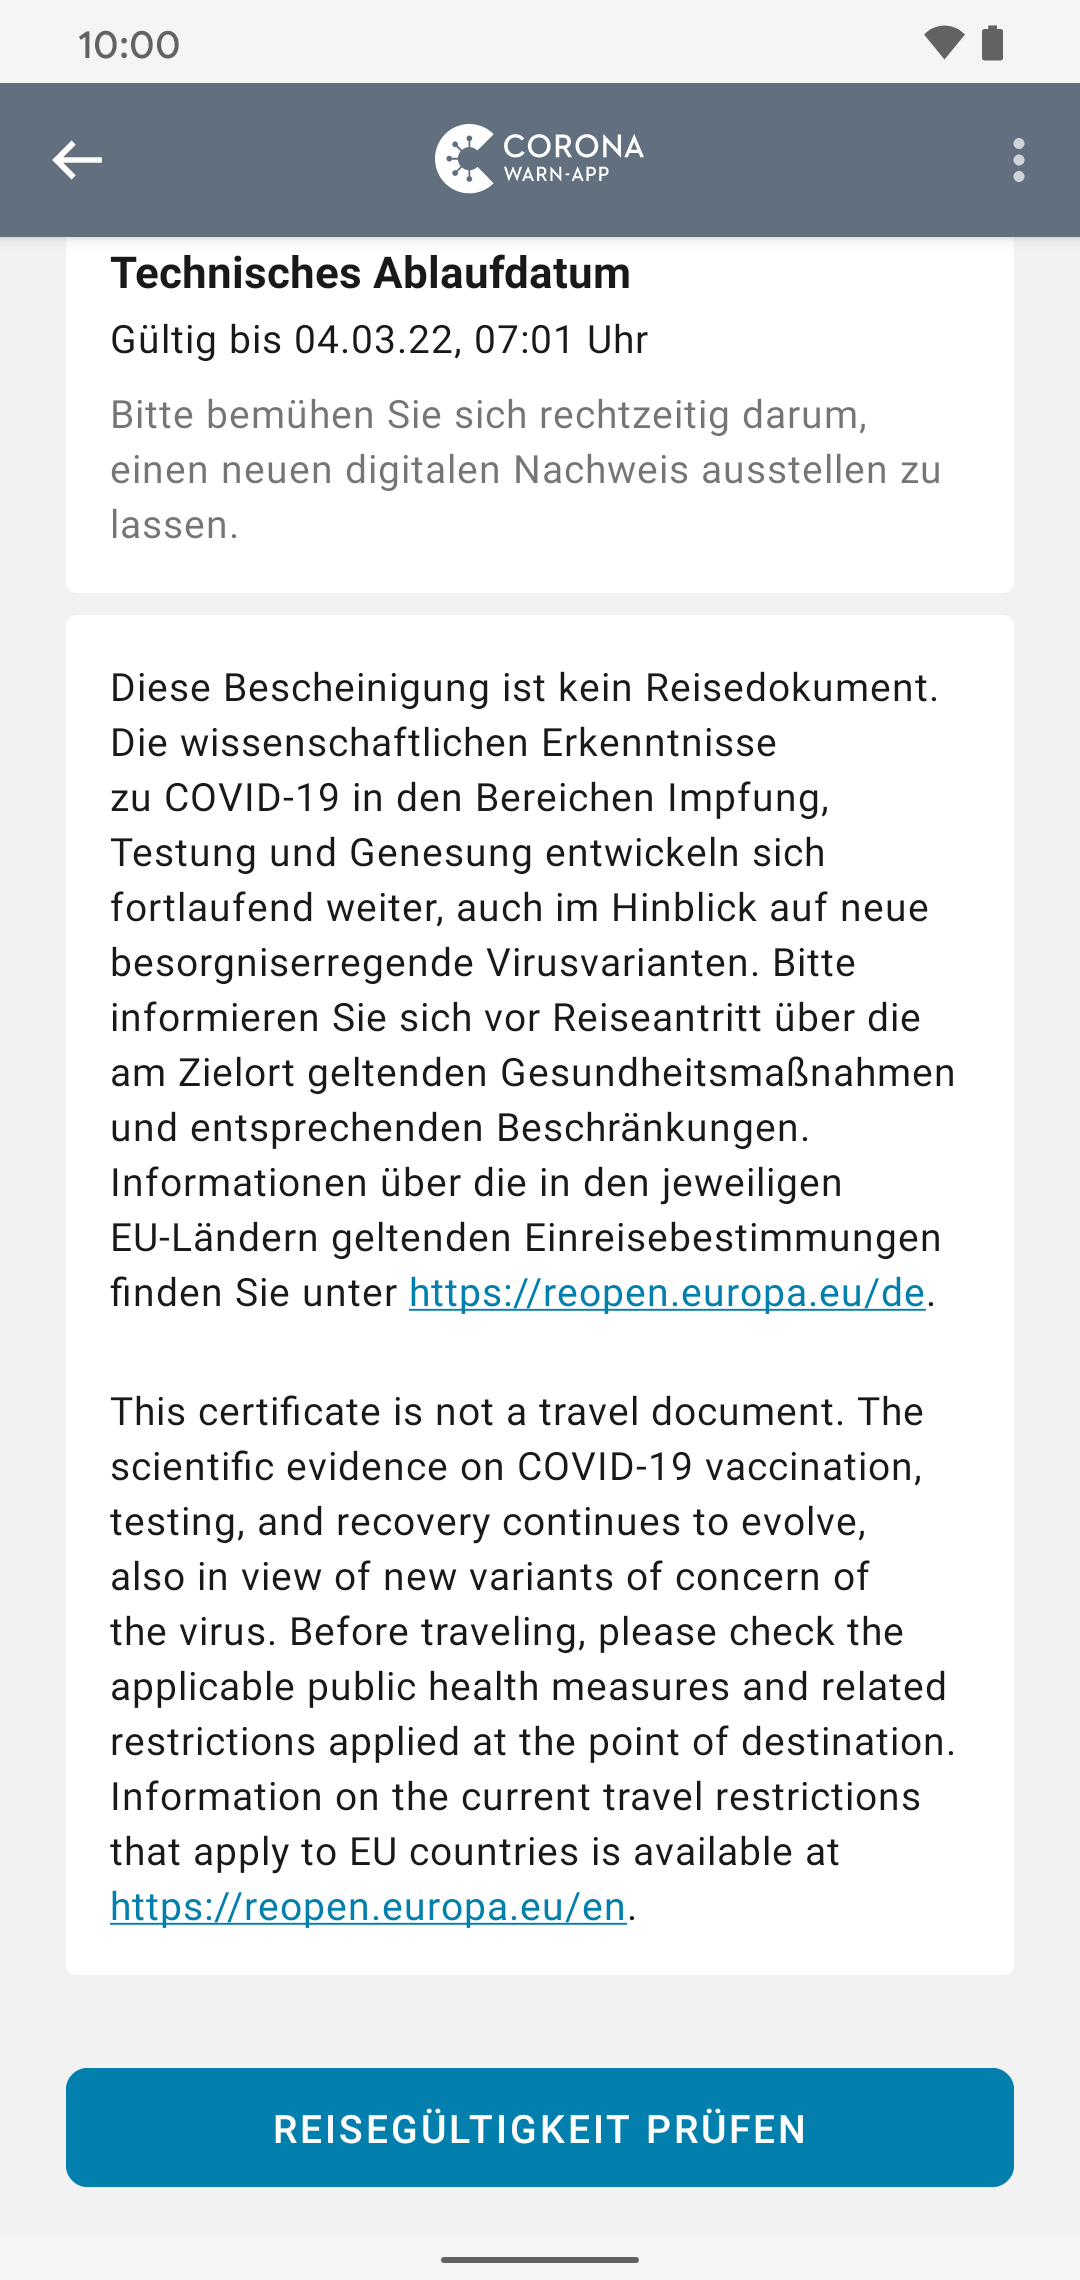 10:00
CORONA
WARN-APP
Technisches Ablaufdatum
Gültig bis 04.03.22, 07:01 Uhr
Bitte bemühen Sie sich rechtzeitig darum,
einen neuen digitalen Nachweis ausstellen zu
lassen.
Diese Bescheinigung ist kein Reisedokument.
Die wissenschaftlichen Erkenntnisse
zu COVID-19 in den Bereichen Impfung,
Testung und Genesung entwickeln sich
fortlaufend weiter, auch im Hinblick auf neue
besorgniserregende Virusvarianten. Bitte
informieren Sie sich vor Reiseantritt über die
am Zielort geltenden Gesundheitsmaßnahmen
und entsprechenden Beschränkungen.
Informationen über die in den jeweiligen
EU-Ländern geltenden Einreisebestimmungen
finden Sie unter https://reopen.europa.eu/de.
This certificate is not a travel document. The
scientific evidence on COVID-19 vaccination,
testing, and recovery continues to evolve,
also in view of new variants of concern of
the virus. Before traveling, please check the
applicable public health measures and related
restrictions applied at the point of destination.
Information on the current travel restrictions
that apply to EU countries is available at
https://reopen.europa.eu/en.
REISEGÜLTIGKEIT PRÜFEN